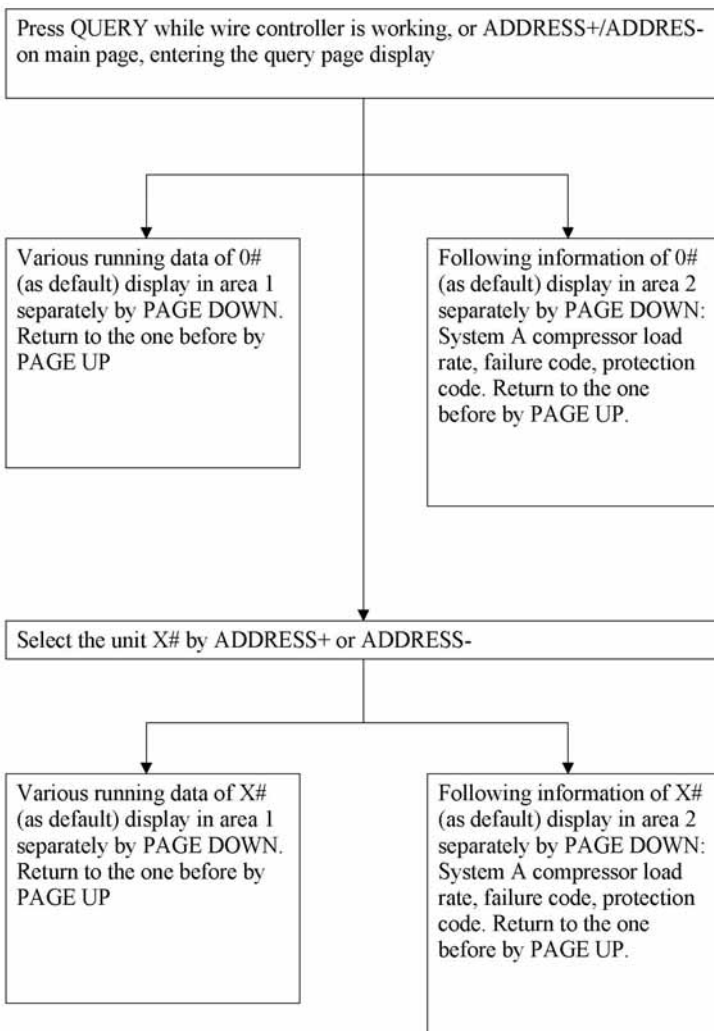 Press QUERY while wire controller is working, or ADDRESS+/ADDRES-
on main page, entering the query page display
Various running data of 0#
(as default) display in area 1
separately by PAGE DOWN.
Return to the one before by
PAGE UP
Following information of 0#
(as default) display in area 2
separately by PAGE DOWN:
System A compressor load
rate, failure code, protection
code. Return to the one
before by PAGE UP.
Select the unit X# by ADDRESS+ or ADDRESS-
Various running data of X#
(as default) display in area 1
separately by PAGE DOWN.
Return to the one before by
PAGE UP
Following information of X#
(as default) display in area 2
separately by PAGE DOWN:
System A compressor load
rate, failure code, protection
code. Return to the one
before by PAGE UP.